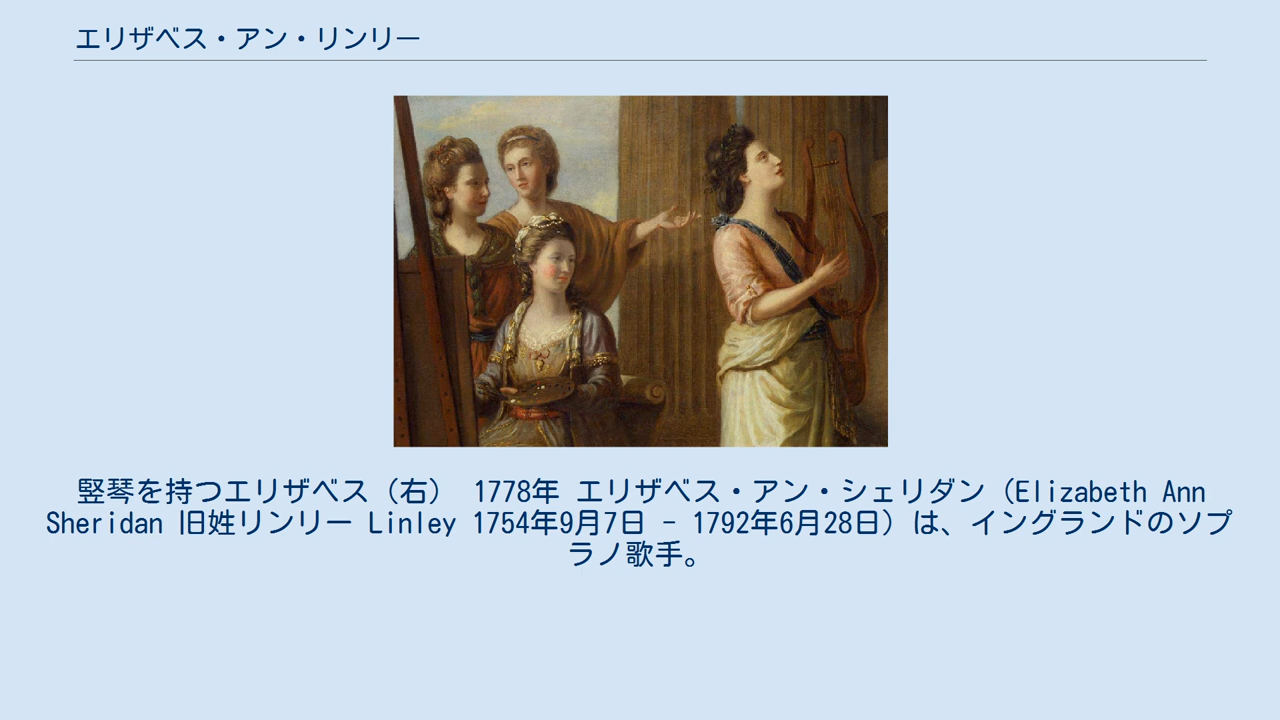 エリザベス・アン・リンリー
竪琴を持つエリザベス（右） 1778年 エリザベス・アン・シェリダン（Elizabeth Ann
Sheridan 旧姓リンリー Linley 1754年9月7日 - 1792年6月28日）は、イングランドのソプ
ラノ歌手。